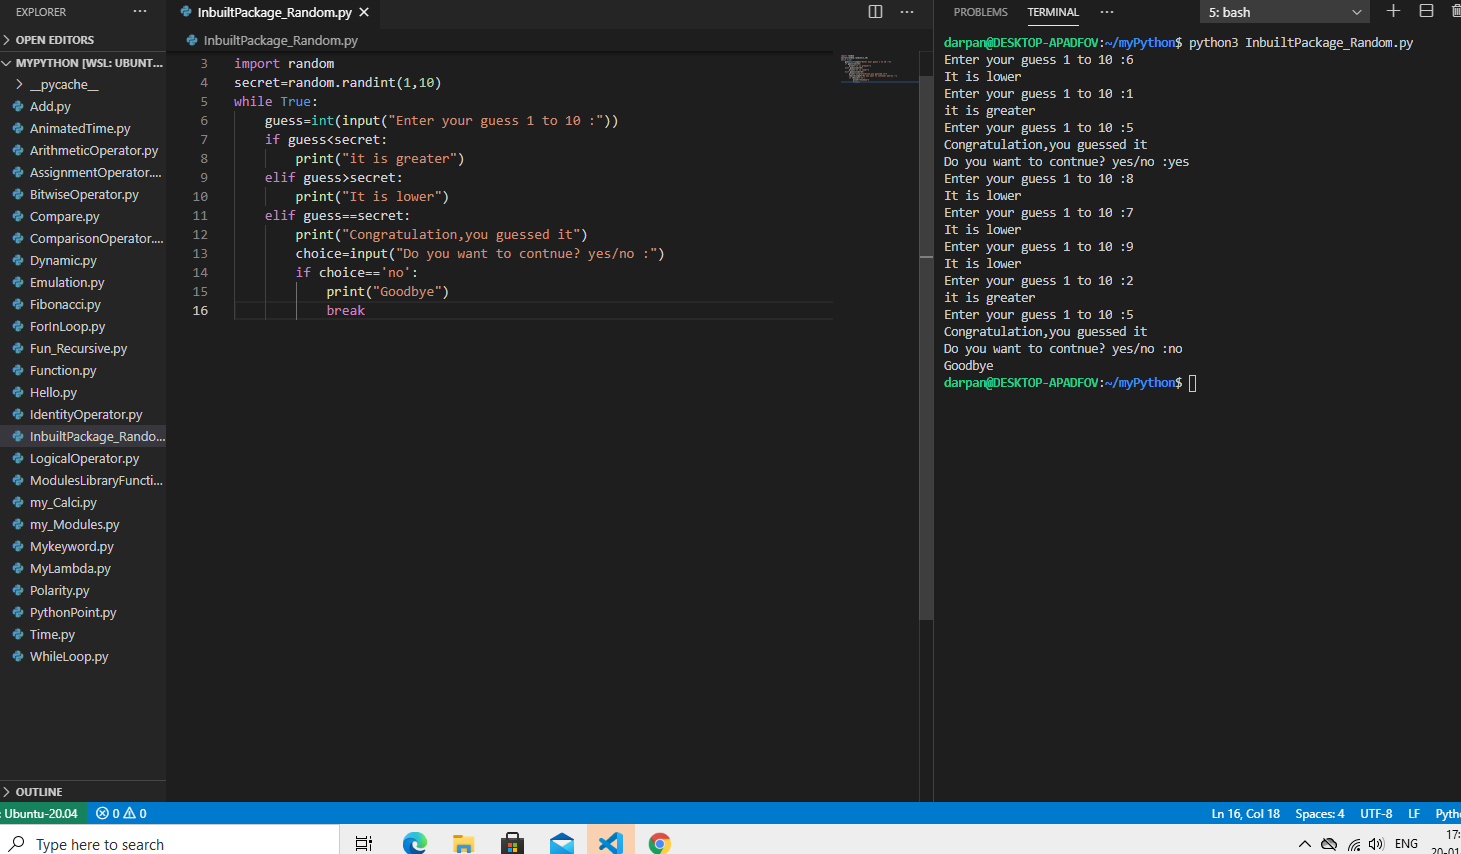 EXPLORER ···
OPEN EDITORS
MYPYTHON [WSL: UBUNT...
__pycache__
Add.py
AnimatedTime.py
ArithmeticOperator.py
AssignmentOperator....
BitwiseOperator.py
Compare.py
ComparisonOperator....
Dynamic.py
Emulation.py
Fibonacci.py
ForInLoop.py
Fun_Recursive.py
Function.py
Hello.py
IdentityOperator.py
InbuiltPackage_Rando...
LogicalOperator.py
ModulesLibraryFuncti...
my_Calci.py
my_Modules.py
Mykeyword.py
MyLambda.py
Polarity.py
PythonPoint.py
Time.py
WhileLoop.py
OUTLINE
InbuiltPackage_Random.py
InbuiltPackage_Random.py
3 import random
4 secret=random.randint(1,10)
5 while True:
6     guess=int(input("Enter your guess 1 to 10 :"))
7     if guess<secret:
8         print("it is greater")
9     elif guess>secret:
10         print("It is lower")
11     elif guess==secret:
12         print("Congratulation,you guessed it")
13         choice=input("Do you want to contnue? yes/no :")
14         if choice=='no':
15             print("Goodbye")
16             break
PROBLEMS TERMINAL ··· 5: bash
darpan@DESKTOP-APADFOV:~/myPython$ python3 InbuiltPackage_Random.py
Enter your guess 1 to 10 :6
It is lower
Enter your guess 1 to 10 :1
it is greater
Enter your guess 1 to 10 :5
Congratulation,you guessed it
Do you want to contnue? yes/no :yes
Enter your guess 1 to 10 :8
It is lower
Enter your guess 1 to 10 :7
It is lower
Enter your guess 1 to 10 :9
It is lower
Enter your guess 1 to 10 :2
it is greater
Enter your guess 1 to 10 :5
Congratulation,you guessed it
Do you want to contnue? yes/no :no
Goodbye
darpan@DESKTOP-APADFOV:~/myPython$
: Ubuntu-20.04 0 0 Ln 16, Col 18 Spaces: 4 UTF-8 LF Pyth
Type here to search ENG 17:
20-01